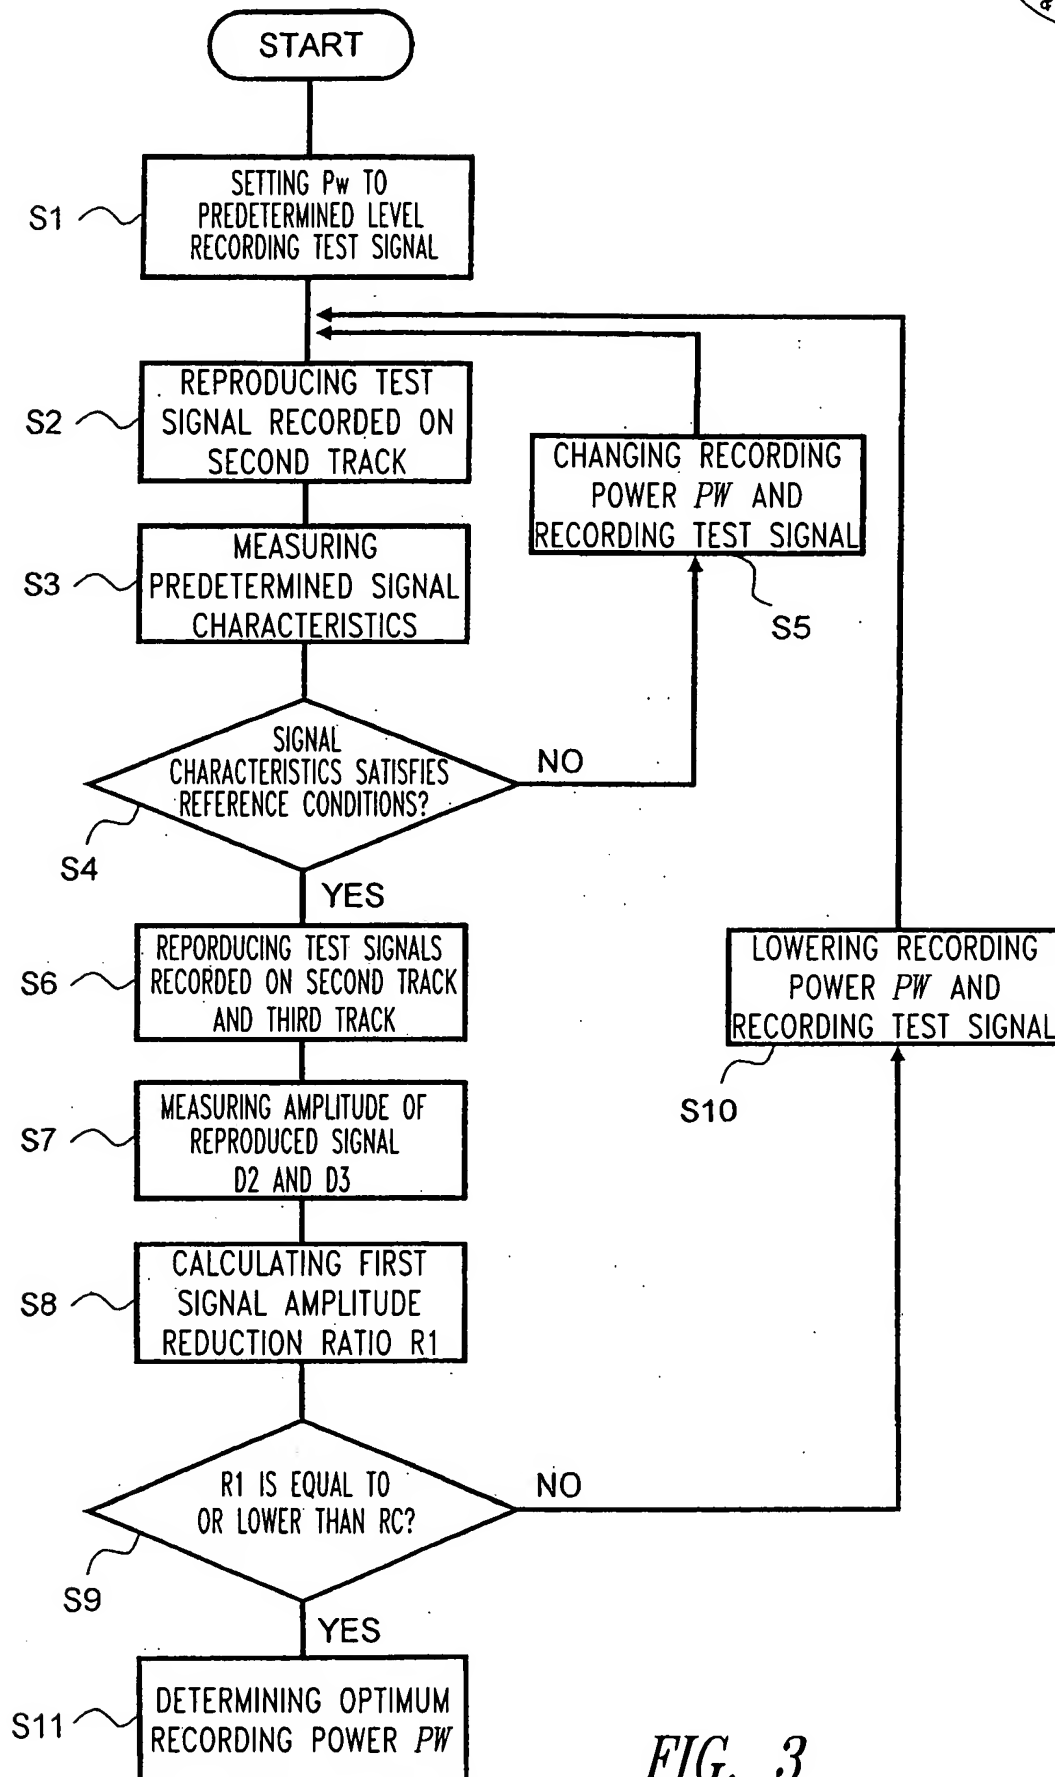 START
S1
SETTING Pw TO
PREDETERMINED LEVEL
RECORDING TEST SIGNAL
S2
REPRODUCING TEST
SIGNAL RECORDED ON
SECOND TRACK
CHANGING RECORDING
POWER PW AND
RECORDING TEST SIGNAL
S5
S3
MEASURING
PREDETERMINED SIGNAL
CHARACTERISTICS
SIGNAL
CHARACTERISTICS SATISFIES
REFERENCE CONDITIONS?
NO
S4
YES
S6
REPORDUCING TEST SIGNALS
RECORDED ON SECOND TRACK
AND THIRD TRACK
LOWERING RECORDING
POWER PW AND
RECORDING TEST SIGNAL
S10
S7
MEASURING AMPLITUDE OF
REPRODUCED SIGNAL
D2 AND D3
S8
CALCULATING FIRST
SIGNAL AMPLITUDE
REDUCTION RATIO R1
R1 IS EQUAL TO
OR LOWER THAN RC?
NO
S9
YES
S11
DETERMINING OPTIMUM
RECORDING POWER PW
FIG. 3